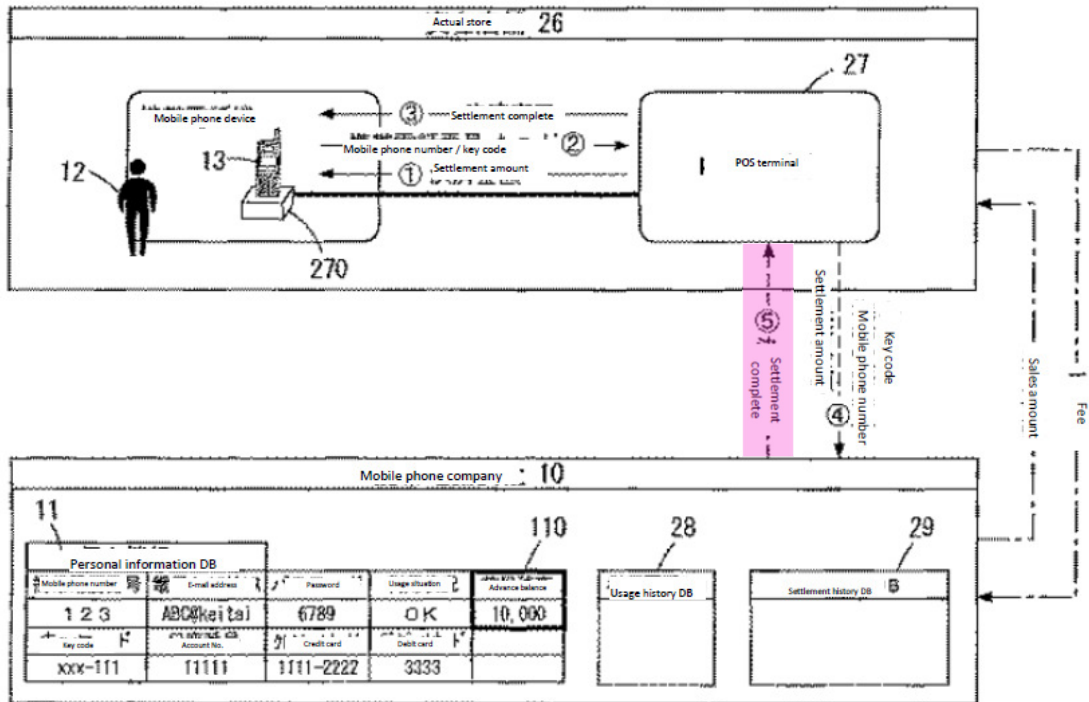 Actual store 26
27
Mobile phone device
③ Settlement complete
② Mobile phone number / key code
① Settlement amount
POS terminal
12
13
270
⑤ Settlement
complete
Settlement amount
Key code
Mobile phone number
④
Sales amount
Fee
Mobile phone company 10
11
110
28
29
Personal information DB
Mobile phone number E-mail address Password Usage situation Advance balance
123 ABC@keitai 6789 OK 10,000
Key code Account No. Credit card Debit card
xxx-111 11111 1111-2222 3333
Usage history DB
Settlement history DB